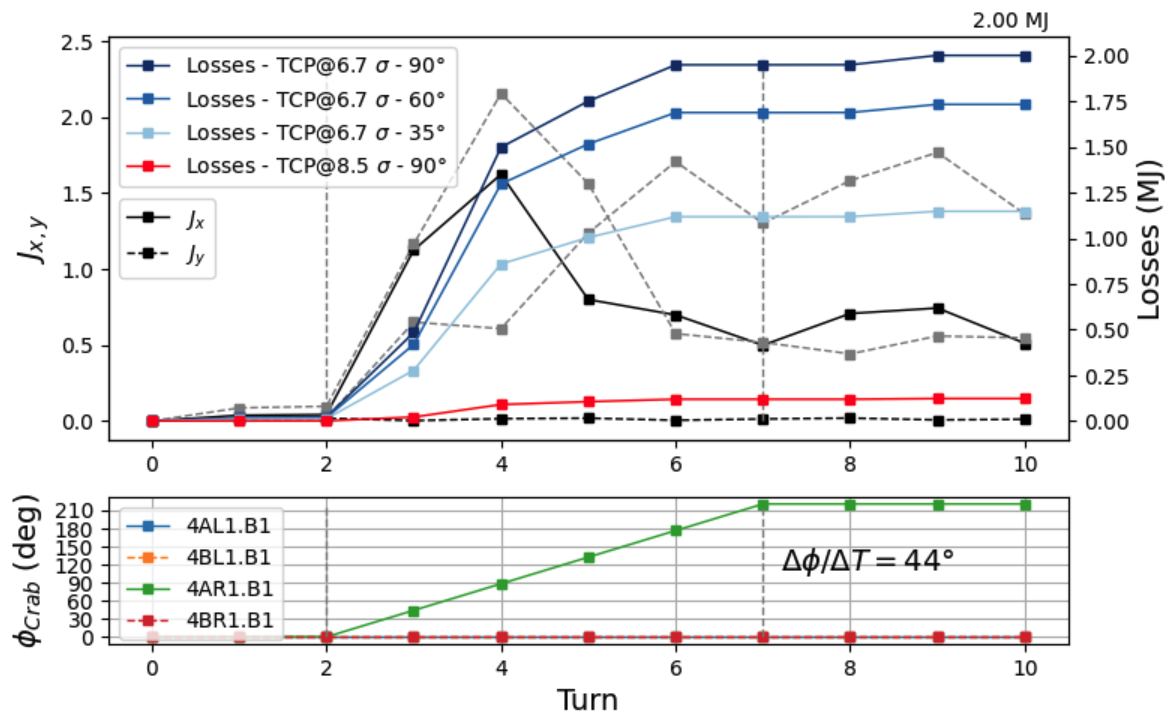 2.00 MJ
Losses - TCP@6.7 σ - 90°
Losses - TCP@6.7 σ - 60°
Losses - TCP@6.7 σ - 35°
Losses - TCP@8.5 σ - 90°
J_x
J_y
2.5
2.0
1.5
1.0
0.5
0.0
J_{x,y}
2.00
1.75
1.50
1.25
1.00
0.75
0.50
0.25
0.00
Losses (MJ)
0 2 4 6 8 10
4AL1.B1
4BL1.B1
4AR1.B1
4BR1.B1
210
180
150
120
90
60
30
0
ϕ_{Crab} (deg)
Δϕ/ΔT = 44°
0 2 4 6 8 10
Turn